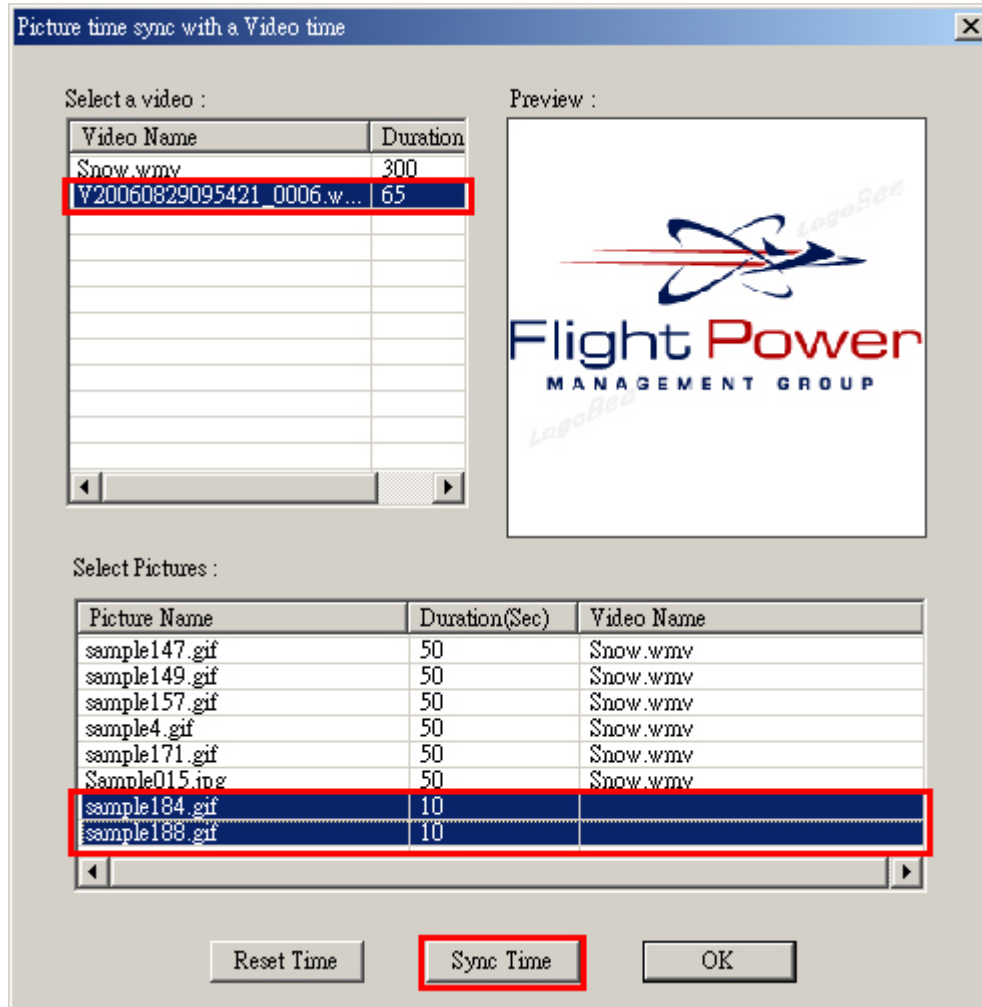 Picture time sync with a Video time
Select a video :
Video Name Duration
Snow.wmv 300
V20060829095421_0006.w... 65
Preview :
LogoBee
Flight Power
MANAGEMENT GROUP
LogoBee
Select Pictures :
Picture Name Duration(Sec) Video Name
sample147.gif 50 Snow.wmv
sample149.gif 50 Snow.wmv
sample157.gif 50 Snow.wmv
sample4.gif 50 Snow.wmv
sample171.gif 50 Snow.wmv
Sample015.jpg 50 Snow.wmv
sample184.gif 10
sample188.gif 10
Reset Time Sync Time OK